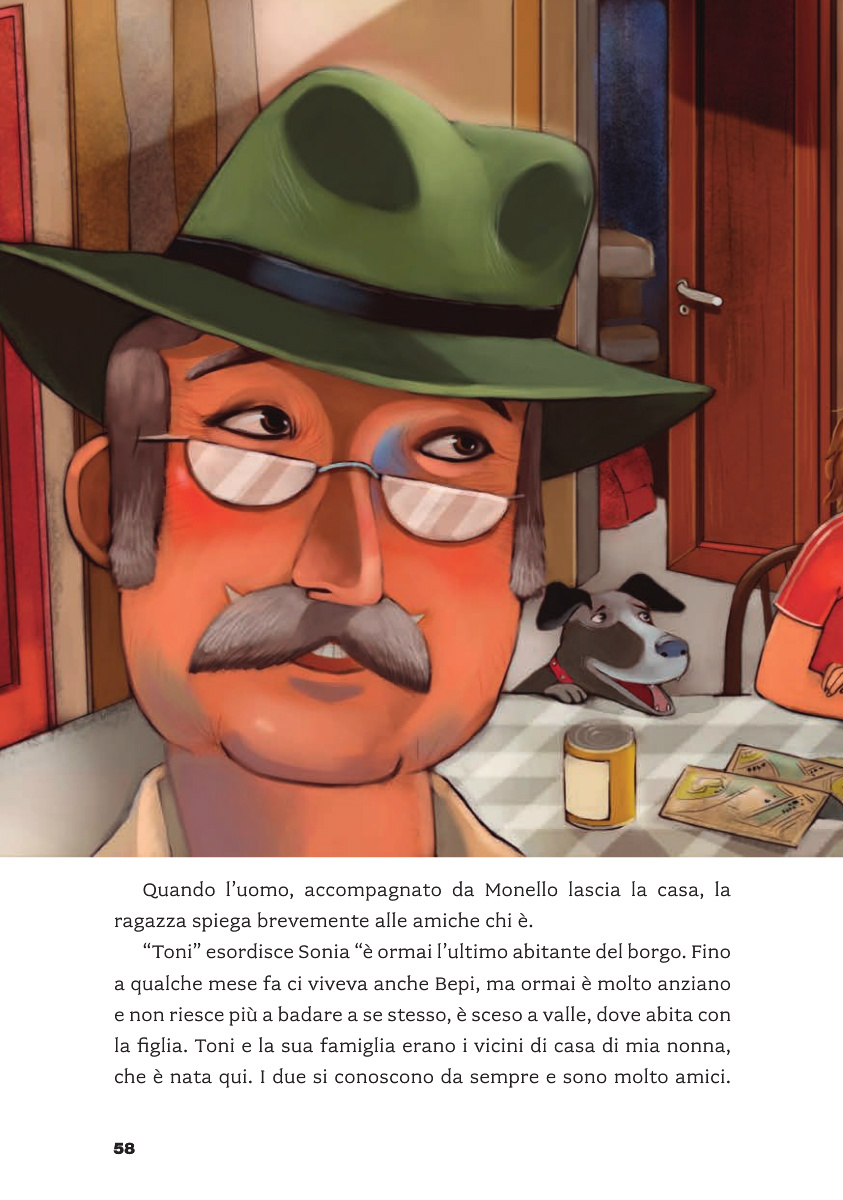 Quando l’uomo, accompagnato da Monello lascia la casa, la
ragazza spiega brevemente alle amiche chi è.
“Toni” esordisce Sonia “è ormai l’ultimo abitante del borgo. Fino
a qualche mese fa ci viveva anche Bepi, ma ormai è molto anziano
e non riesce più a badare a se stesso, è sceso a valle, dove abita con
la figlia. Toni e la sua famiglia erano i vicini di casa di mia nonna,
che è nata qui. I due si conoscono da sempre e sono molto amici.
58